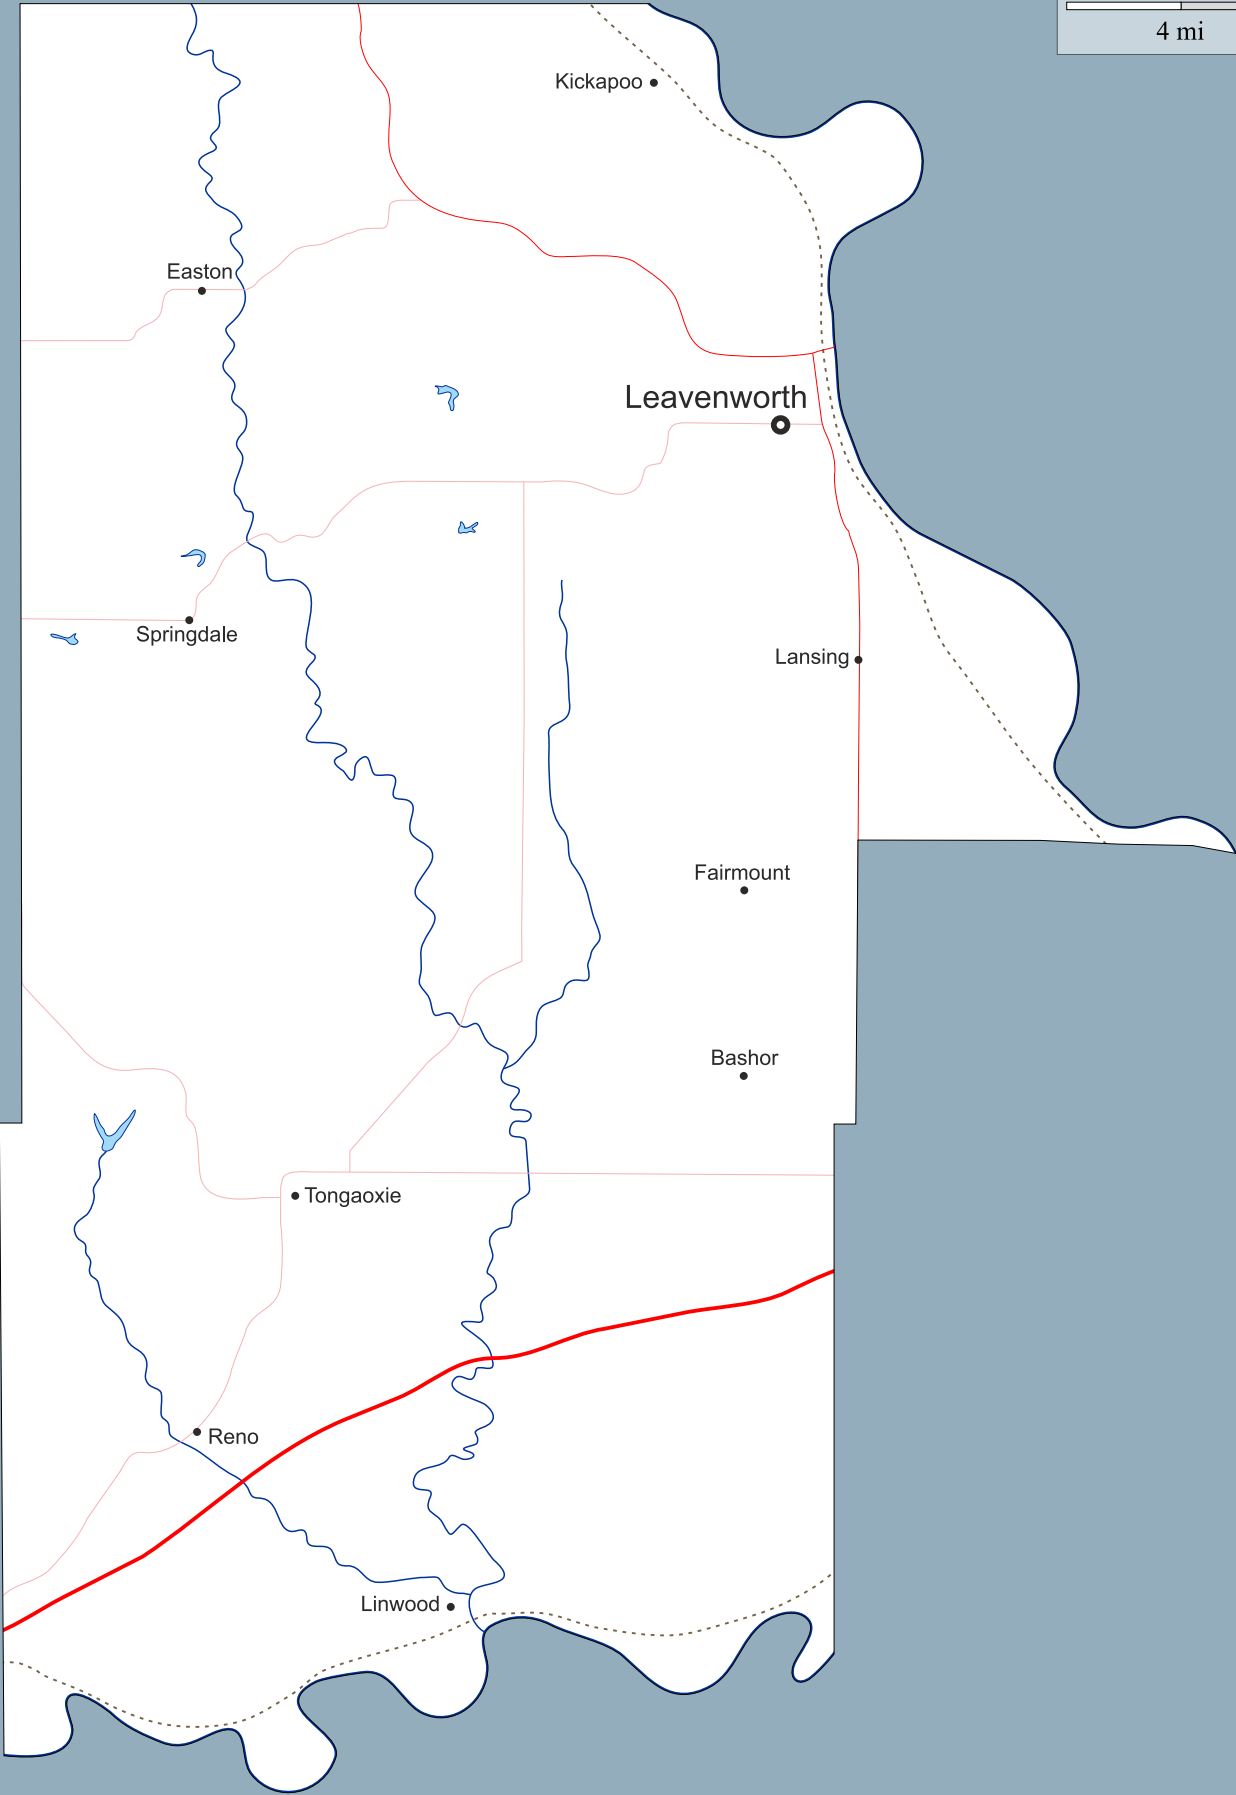 4 mi
Kickapoo
Easton
Leavenworth
Springdale
Lansing
Fairmount
Bashor
Tongaoxie
Reno
Linwood